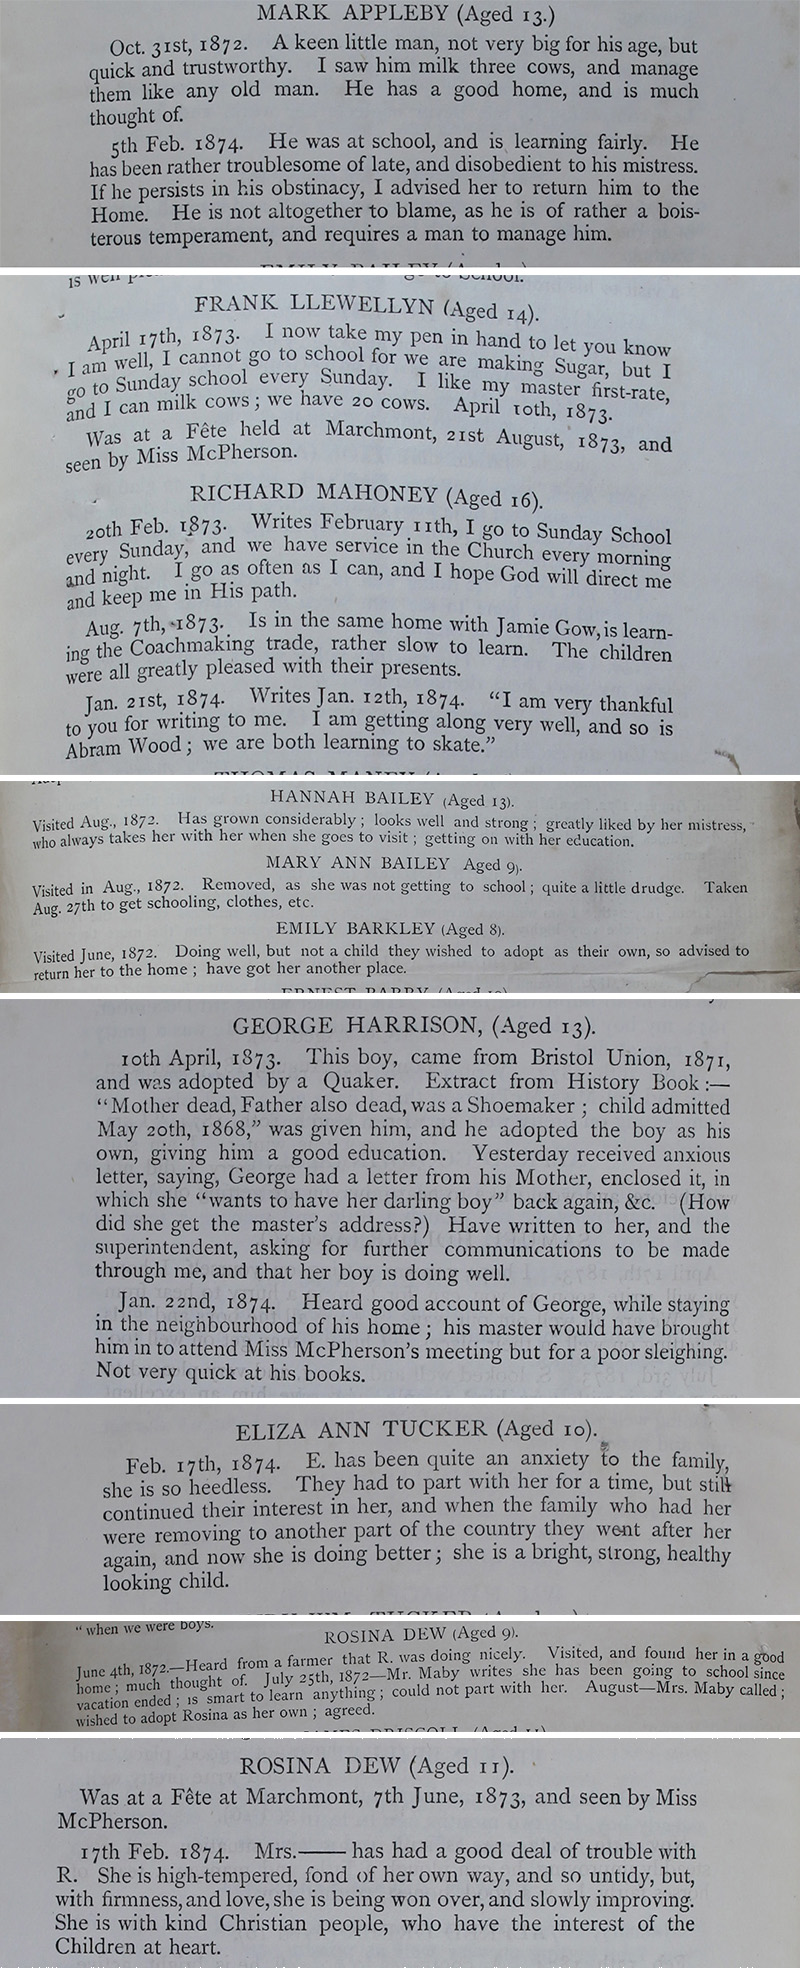 MARK APPLEBY (Aged 13.)
Oct. 31st, 1872. A keen little man, not very big for his age, but
quick and trustworthy. I saw him milk three cows, and manage
them like any old man. He has a good home, and is much
thought of.
5th Feb. 1874. He was at school, and is learning fairly. He
has been rather troublesome of late, and disobedient to his mistress.
If he persists in his obstinacy, I advised her to return him to the
Home. He is not altogether to blame, as he is of rather a bois-
terous temperament, and requires a man to manage him.
FRANK LLEWELLYN (Aged 14).
April 17th, 1873. I now take my pen in hand to let you know
I am well, I cannot go to school for we are making Sugar, but I
go to Sunday school every Sunday. I like my master first-rate,
and I can milk cows; we have 20 cows. April 10th, 1873.
Was at a Fête held at Marchmont, 21st August, 1873, and
seen by Miss McPherson.
RICHARD MAHONEY (Aged 16).
20th Feb. 1873. Writes February 11th, I go to Sunday School
every Sunday, and we have service in the Church every morning
and night. I go as often as I can, and I hope God will direct me
and keep me in His path.
Aug. 7th, 1873. Is in the same home with Jamie Gow, is learn-
ing the Coachmaking trade, rather slow to learn. The children
were all greatly pleased with their presents.
Jan. 21st, 1874. Writes Jan. 12th, 1874. "I am very thankful
to you for writing to me. I am getting along very well, and so is
Abram Wood; we are both learning to skate."
HANNAH BAILEY (Aged 13).
Visited Aug., 1872. Has grown considerably; looks well and strong; greatly liked by her mistress,
who always takes her with her when she goes to visit; getting on with her education.
MARY ANN BAILEY Aged 9).
Visited in Aug., 1872. Removed, as she was not getting to school; quite a little drudge. Taken
Aug. 27th to get schooling, clothes, etc.
EMILY BARKLEY (Aged 8).
Visited June, 1872. Doing well, but not a child they wished to adopt as their own, so advised to
return her to the home; have got her another place.
GEORGE HARRISON, (Aged 13).
10th April, 1873. This boy, came from Bristol Union, 1871,
and was adopted by a Quaker. Extract from History Book:—
"Mother dead, Father also dead, was a Shoemaker; child admitted
May 20th, 1868," was given him, and he adopted the boy as his
own, giving him a good education. Yesterday received anxious
letter, saying, George had a letter from his Mother, enclosed it, in
which she "wants to have her darling boy" back again, &c. (How
did she get the master's address?) Have written to her, and the
superintendent, asking for further communications to be made
through me, and that her boy is doing well.
Jan. 22nd, 1874. Heard good account of George, while staying
in the neighbourhood of his home; his master would have brought
him in to attend Miss McPherson's meeting but for a poor sleighing.
Not very quick at his books.
ELIZA ANN TUCKER (Aged 10).
Feb. 17th, 1874. E. has been quite an anxiety to the family,
she is so heedless. They had to part with her for a time, but still
continued their interest in her, and when the family who had her
were removing to another part of the country they went after her
again, and now she is doing better; she is a bright, strong, healthy
looking child.
"when we were boys.
ROSINA DEW (Aged 9).
June 4th, 1872.—Heard from a farmer that R. was doing nicely. Visited, and found her in a good
home; much thought of. July 25th, 1872—Mr. Maby writes she has been going to school since
vacation ended; is smart to learn anything; could not part with her. August—Mrs. Maby called;
wished to adopt Rosina as her own; agreed.
ROSINA DEW (Aged 11).
Was at a Fête at Marchmont, 7th June, 1873, and seen by Miss
McPherson.
17th Feb. 1874. Mrs.—— has had a good deal of trouble with
R. She is high-tempered, fond of her own way, and so untidy, but,
with firmness, and love, she is being won over, and slowly improving.
She is with kind Christian people, who have the interest of the
Children at heart.